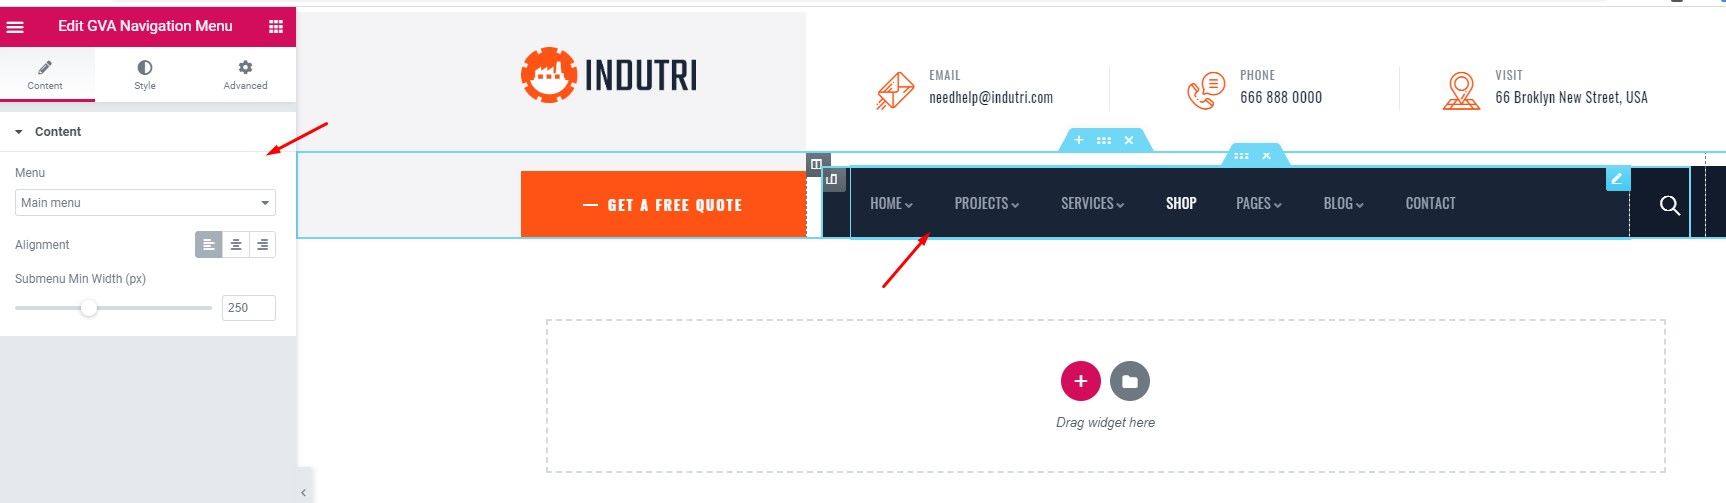 Edit GVA Navigation Menu
Content
Style
Advanced
Content
Menu
Main menu
Alignment
Submenu Min Width (px)
250
INDUTRI
EMAIL
needhelp@indutri.com
PHONE
666 888 0000
VISIT
66 Broklyn New Street, USA
GET A FREE QUOTE
HOME
PROJECTS
SERVICES
SHOP
PAGES
BLOG
CONTACT
Drag widget here